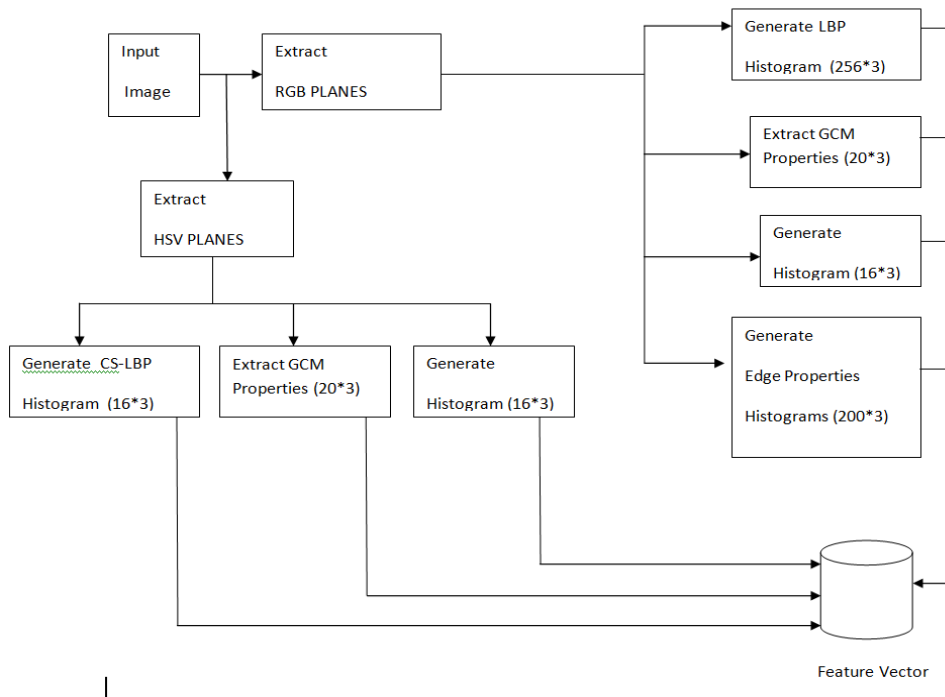 Input
Image
Extract
RGB PLANES
Generate LBP
Histogram (256*3)
Extract GCM
Properties (20*3)
Generate
Histogram (16*3)
Generate
Edge Properties
Histograms (200*3)
Extract
HSV PLANES
Generate CS-LBP
Histogram (16*3)
Extract GCM
Properties (20*3)
Generate
Histogram (16*3)
Feature Vector